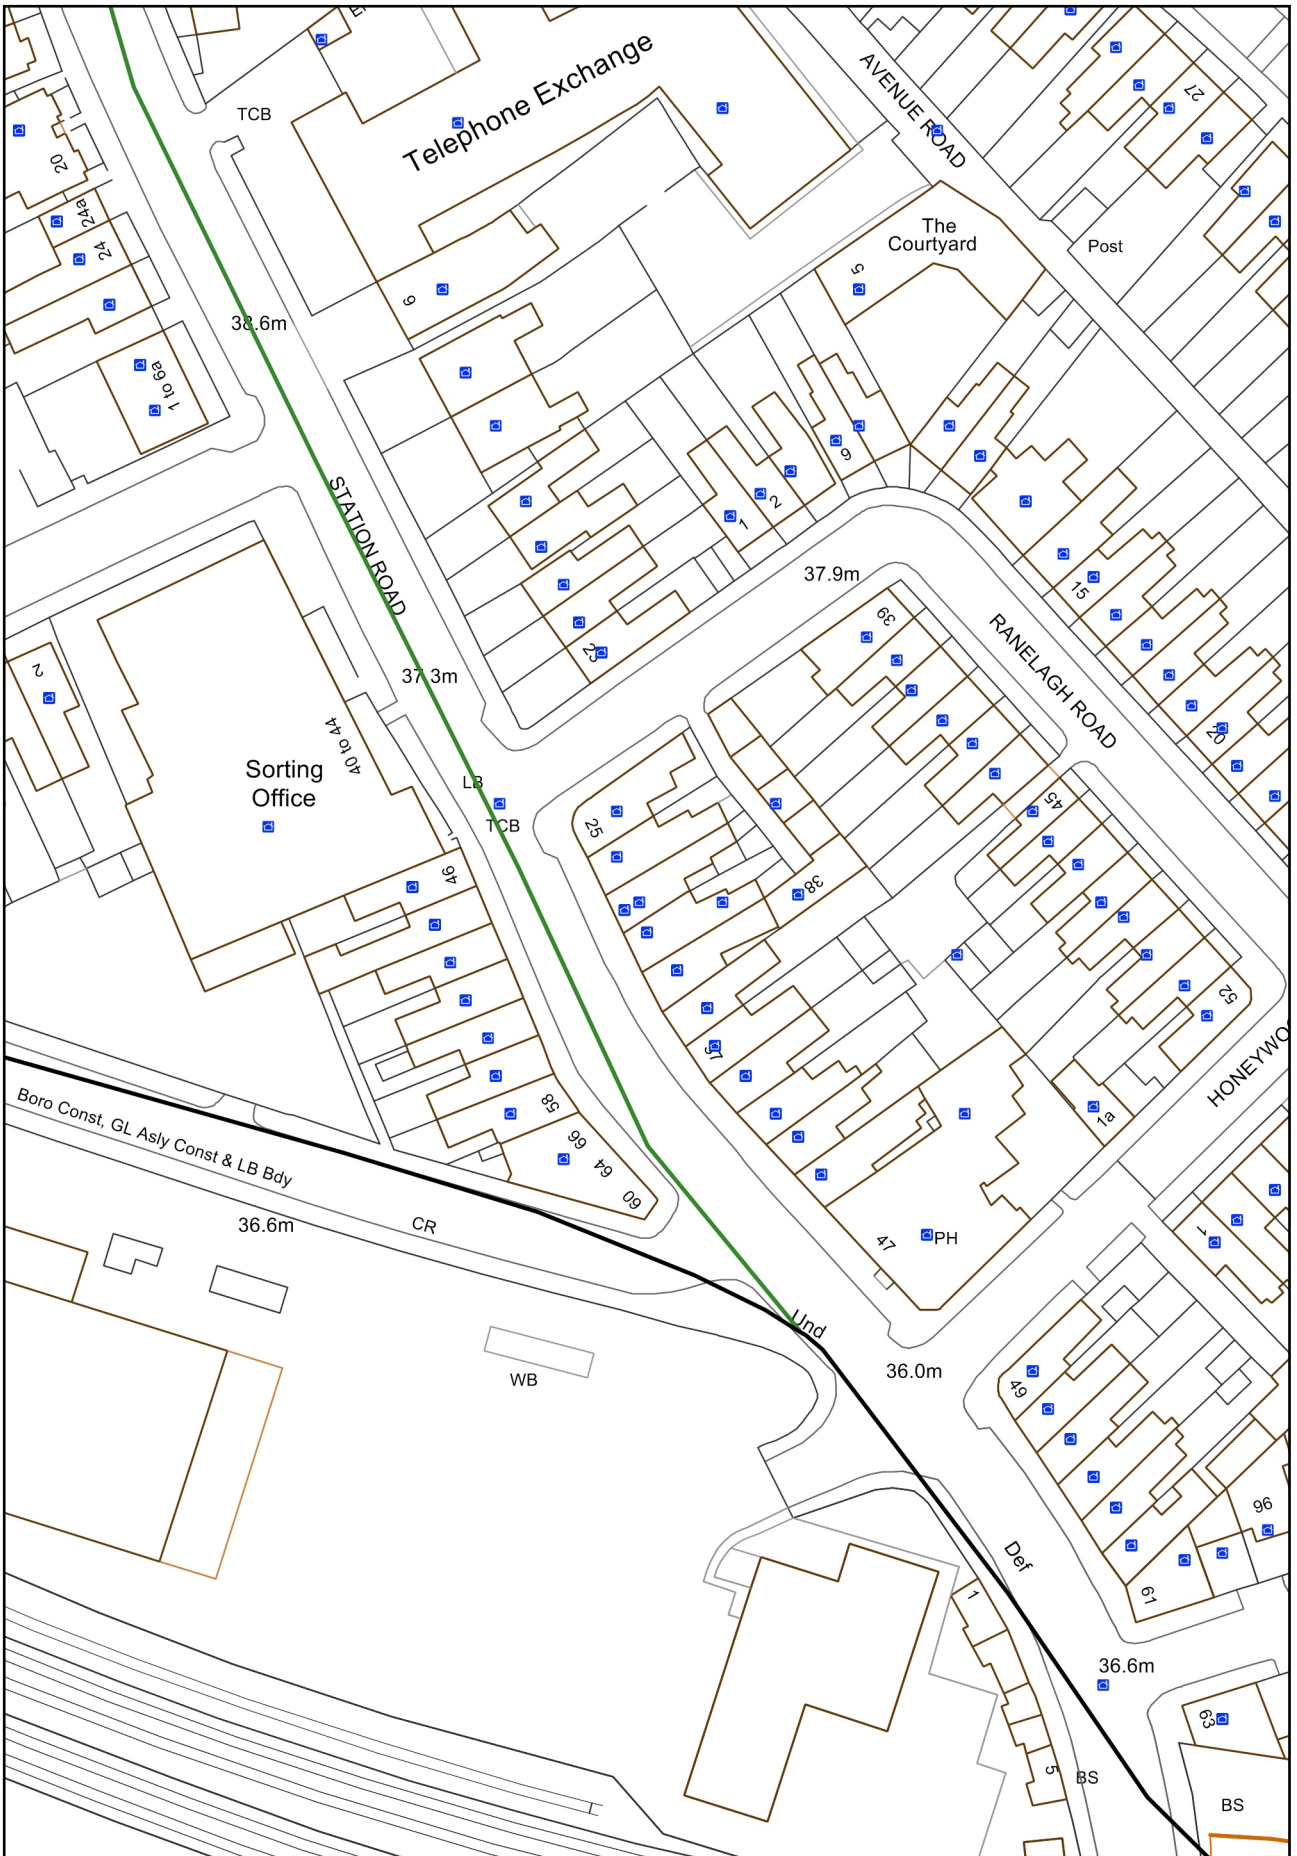 TCB
Telephone Exchange
AVENUE ROAD
27
20
24a
24
The
Courtyard
Post
5
6
38.6m
1 to 6a
STATION ROAD
9
2
1
37.9m
15
39
RANELAGH ROAD
23
37.3m
2
40 to 44
Sorting
Office
20
LB
TCB
25
45
46
38
52
37
HONEYWO
58
1a
66
64
60
Boro Const, GL Asly Const & LB Bdy
36.6m
CR
47
PH
1
Und
WB
36.0m
49
96
Def
1
61
36.6m
63
5
BS
BS